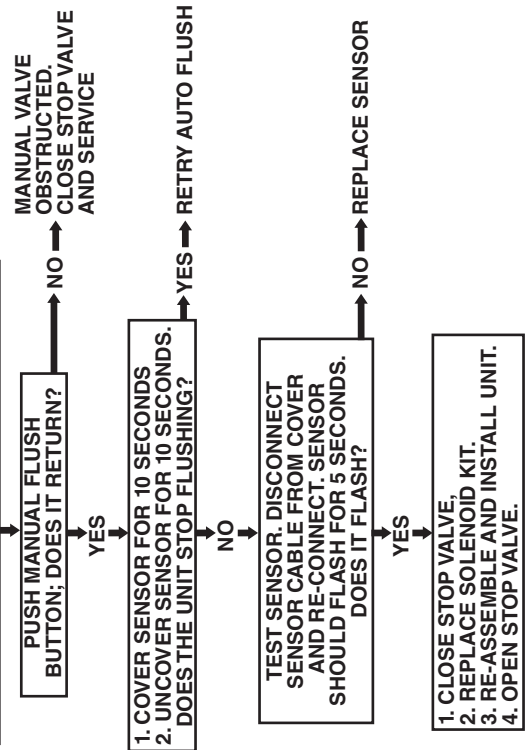 PUSH MANUAL FLUSH
BUTTON; DOES IT RETURN?
NO
MANUAL VALVE
OBSTRUCTED.
CLOSE STOP VALVE
AND SERVICE
YES
1. COVER SENSOR FOR 10 SECONDS
2. UNCOVER SENSOR FOR 10 SECONDS.
DOES THE UNIT STOP FLUSHING?
YES
RETRY AUTO FLUSH
NO
TEST SENSOR. DISCONNECT
SENSOR CABLE FROM COVER
AND RE-CONNECT. SENSOR
SHOULD FLASH FOR 5 SECONDS.
DOES IT FLASH?
NO
REPLACE SENSOR
YES
1. CLOSE STOP VALVE,
2. REPLACE SOLENOID KIT.
3. RE-ASSEMBLE AND INSTALL UNIT.
4. OPEN STOP VALVE.